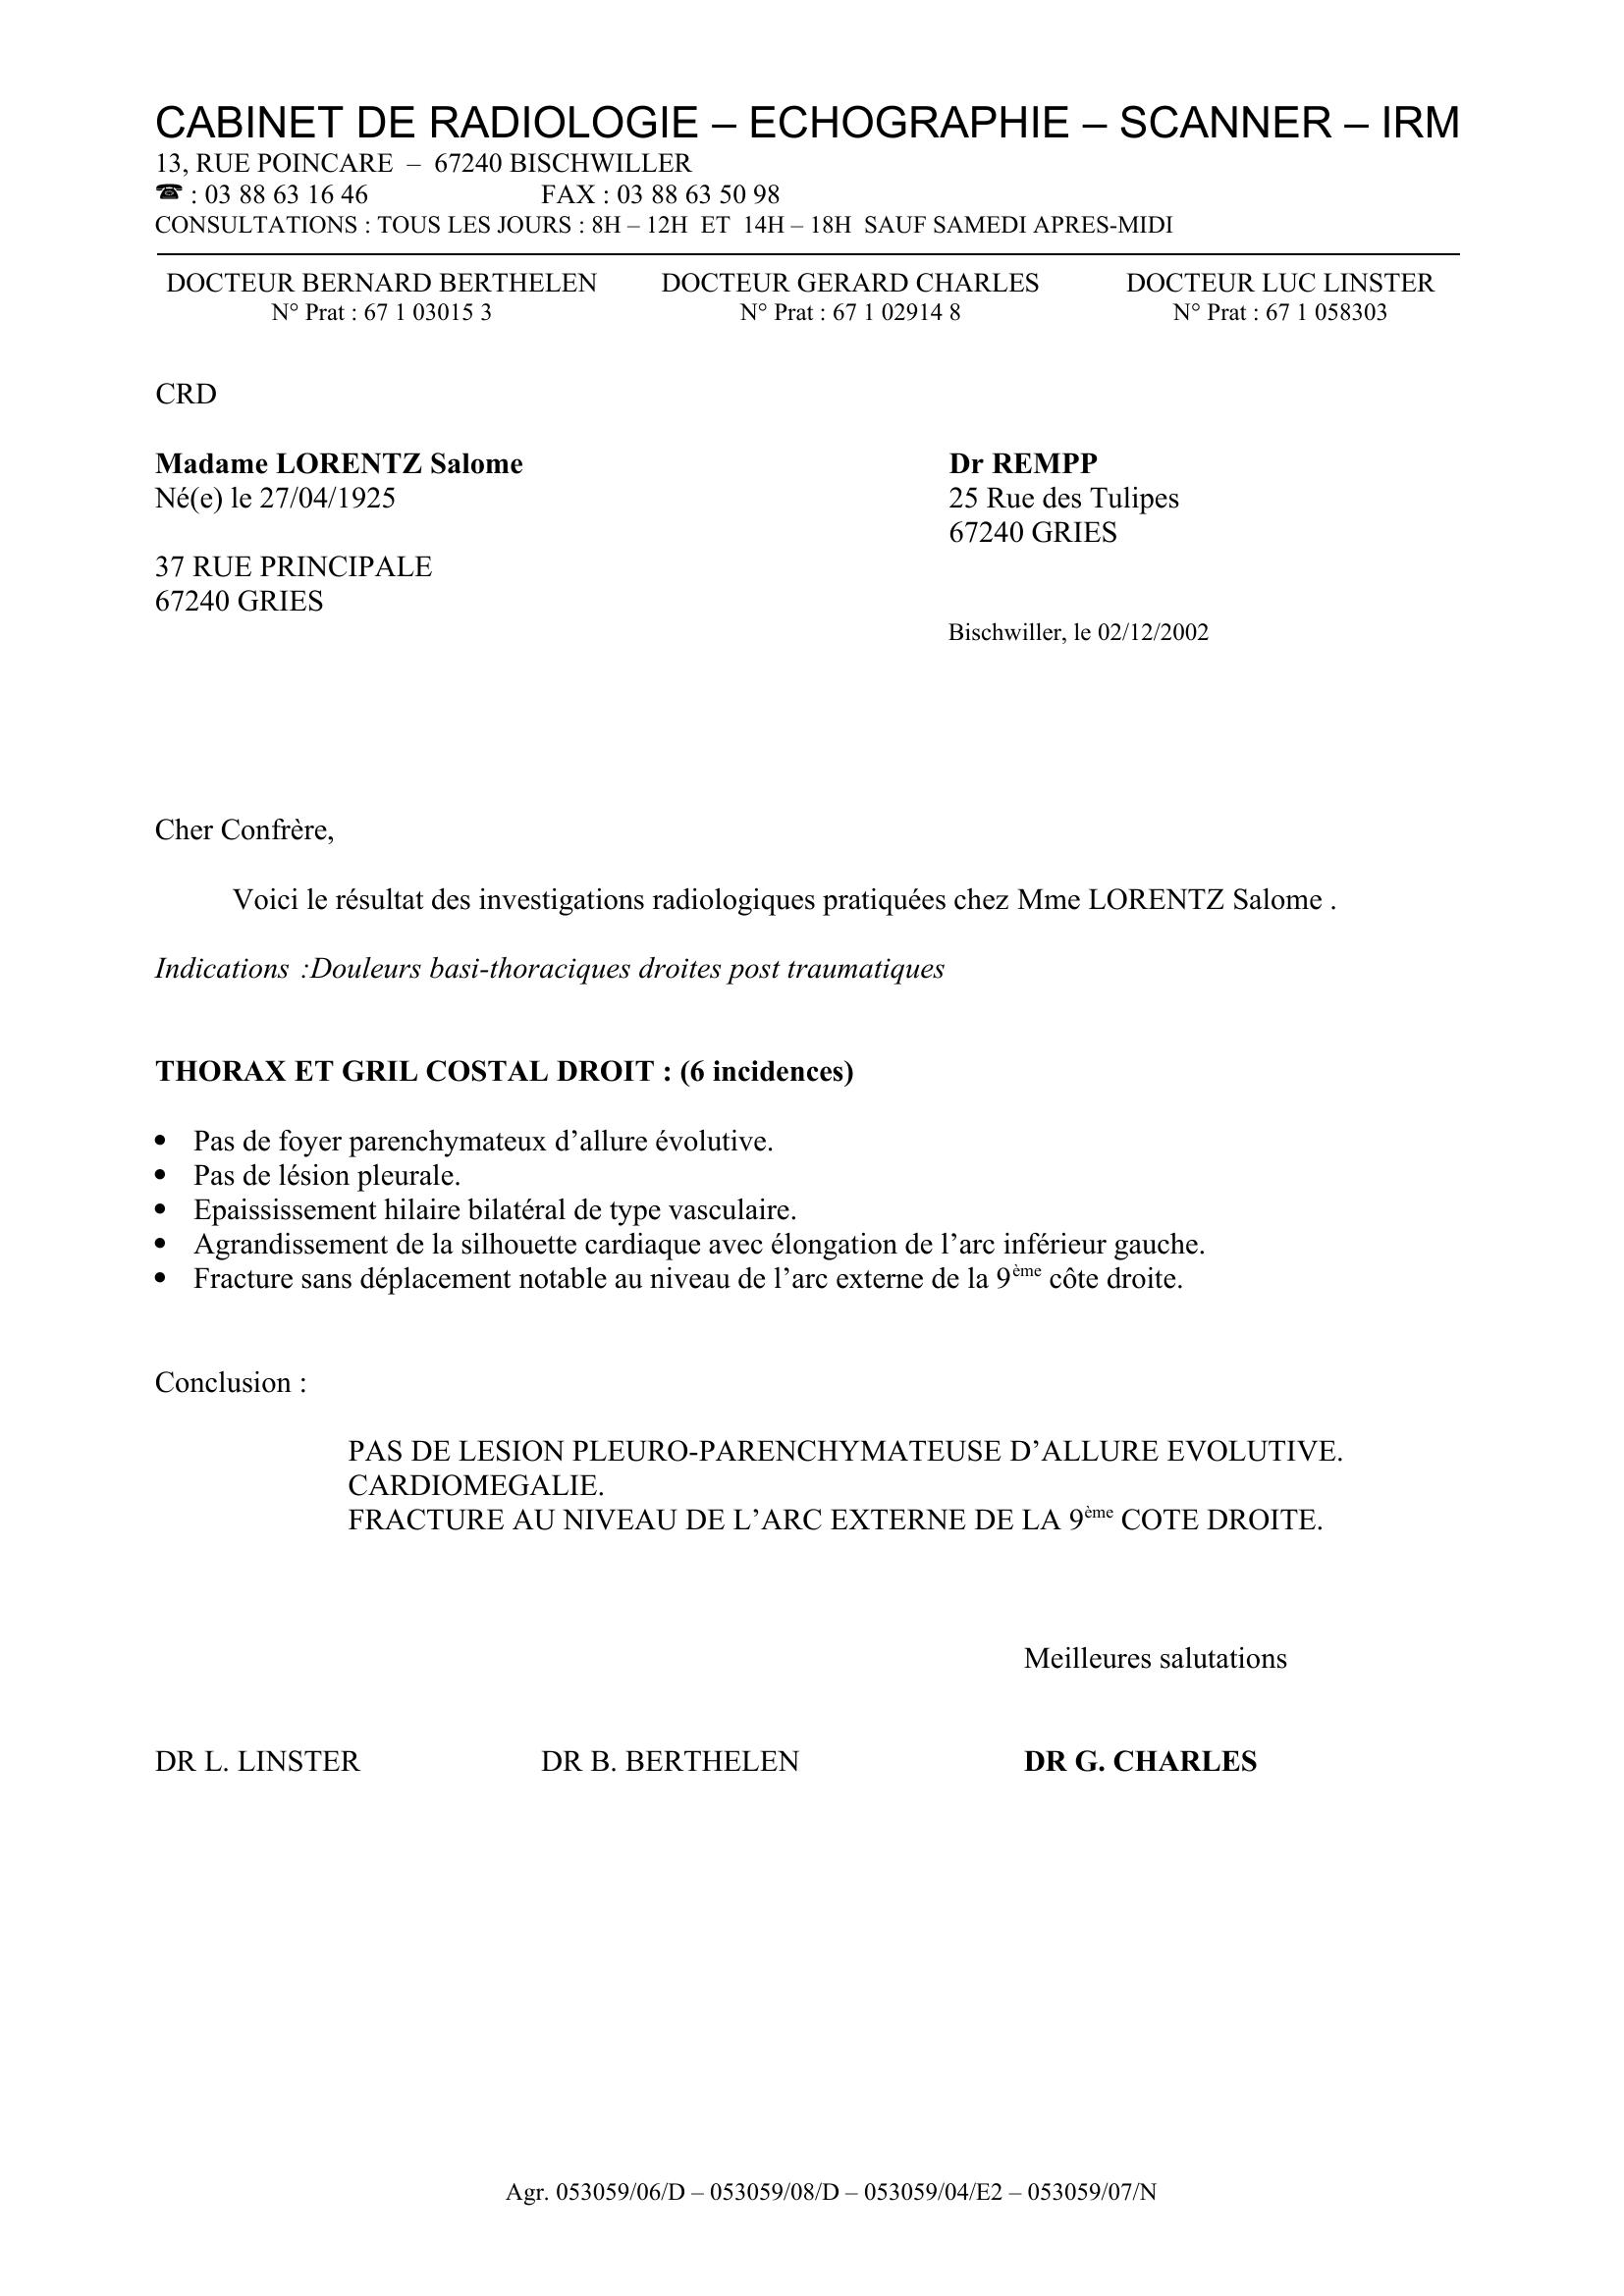 CABINET DE RADIOLOGIE – ECHOGRAPHIE – SCANNER – IRM
13, RUE POINCARE – 67240 BISCHWILLER
☎ : 03 88 63 16 46 FAX : 03 88 63 50 98
CONSULTATIONS : TOUS LES JOURS : 8H – 12H ET 14H – 18H SAUF SAMEDI APRES-MIDI
DOCTEUR BERNARD BERTHELEN DOCTEUR GERARD CHARLES DOCTEUR LUC LINSTER
N° Prat : 67 1 03015 3 N° Prat : 67 1 02914 8 N° Prat : 67 1 058303
CRD
Madame LORENTZ Salome Dr REMPP
Né(e) le 27/04/1925 25 Rue des Tulipes
67240 GRIES
37 RUE PRINCIPALE
67240 GRIES
Bischwiller, le 02/12/2002
Cher Confrère,
Voici le résultat des investigations radiologiques pratiquées chez Mme LORENTZ Salome .
Indications :Douleurs basi-thoraciques droites post traumatiques
THORAX ET GRIL COSTAL DROIT : (6 incidences)
• Pas de foyer parenchymateux d’allure évolutive.
• Pas de lésion pleurale.
• Epaississement hilaire bilatéral de type vasculaire.
• Agrandissement de la silhouette cardiaque avec élongation de l’arc inférieur gauche.
• Fracture sans déplacement notable au niveau de l’arc externe de la 9ème côte droite.
Conclusion :
PAS DE LESION PLEURO-PARENCHYMATEUSE D’ALLURE EVOLUTIVE.
CARDIOMEGALIE.
FRACTURE AU NIVEAU DE L’ARC EXTERNE DE LA 9ème COTE DROITE.
Meilleures salutations
DR L. LINSTER DR B. BERTHELEN DR G. CHARLES
Agr. 053059/06/D – 053059/08/D – 053059/04/E2 – 053059/07/N